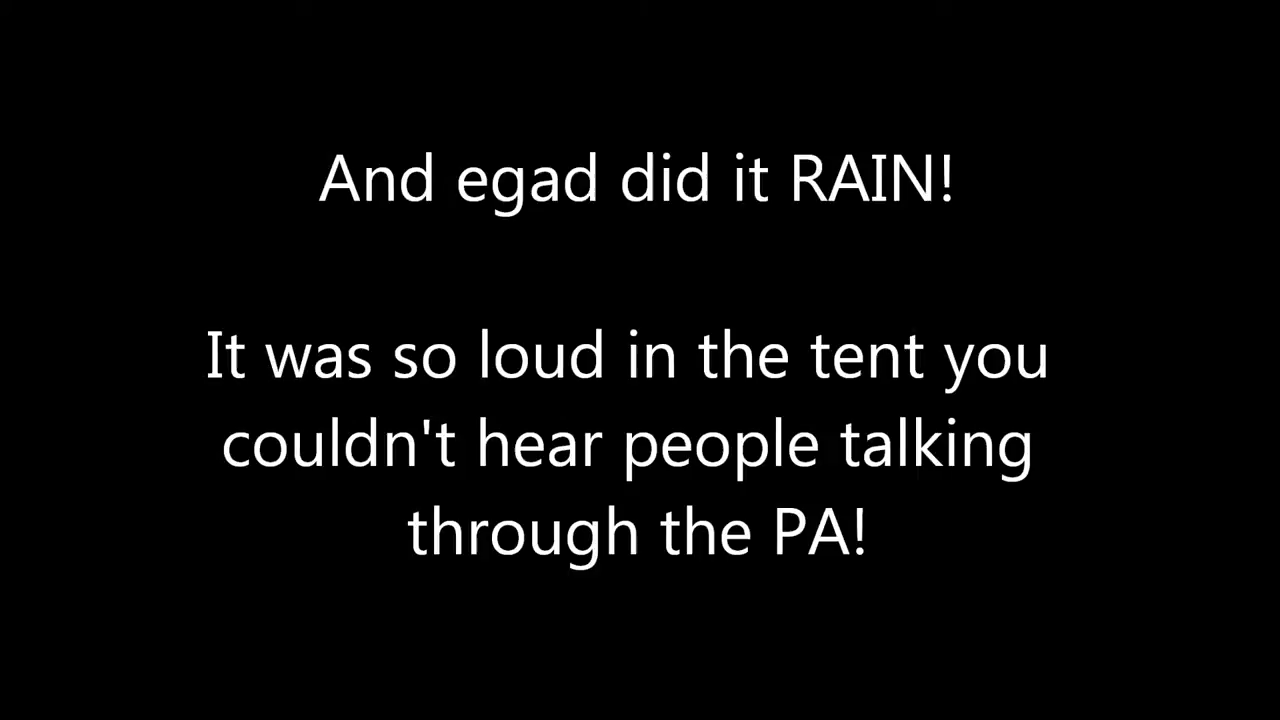 And egad did it RAIN!
It was so loud in the tent you
couldn't hear people talking
through the PA!